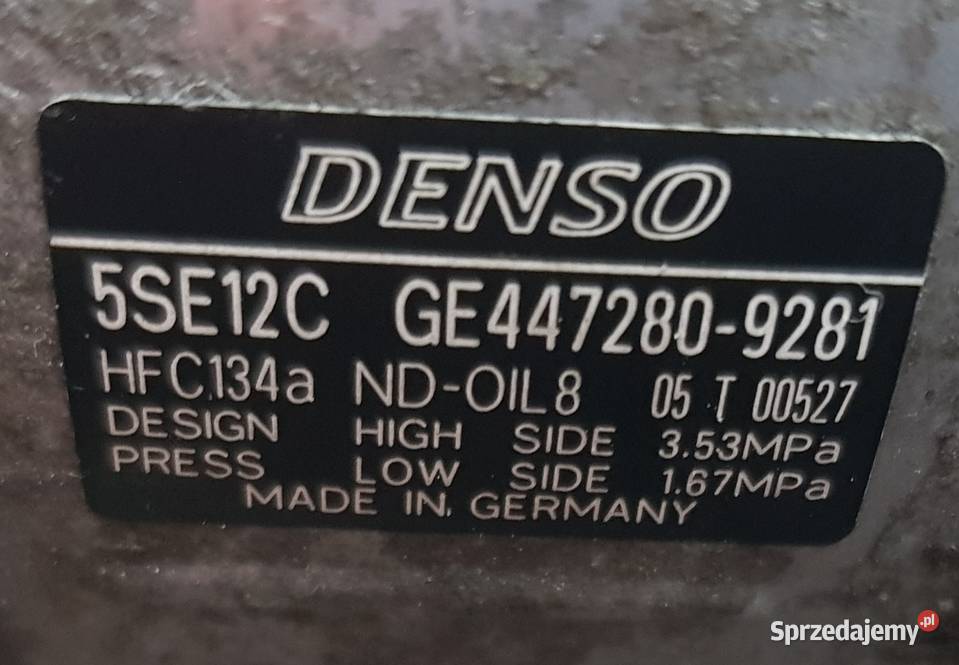 DENSO
5SE12C GE447280-9281
HFC134a ND-OIL8 05 T 00527
DESIGN HIGH SIDE 3.53MPa
PRESS LOW SIDE 1.67MPa
MADE IN. GERMANY
Sprzedajemy.pl